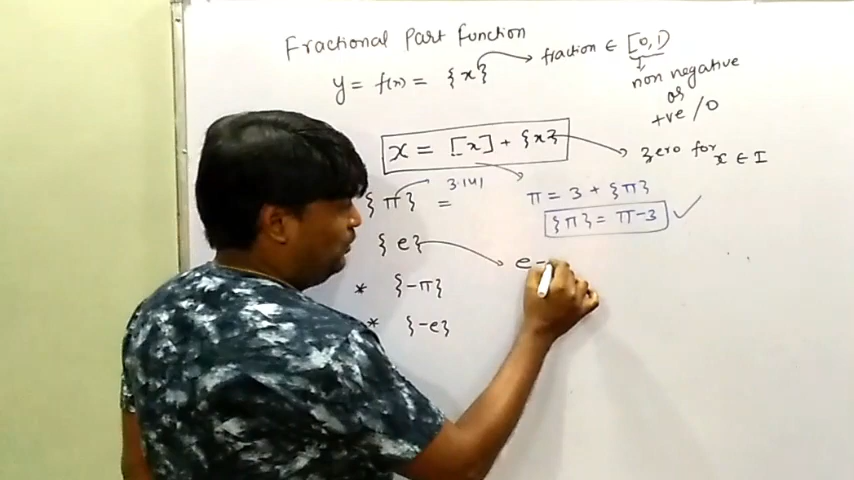 Fractional Part Function
y = f(x) = {x} fraction ∈ [0,1)
non negative
or
+ve / 0
x = [x] + {x} zero for x ∈ I
{π} = 3.141 π = 3 + {π}
{π} = π-3 ✓
{e} e-
* {-π}
* {-e}